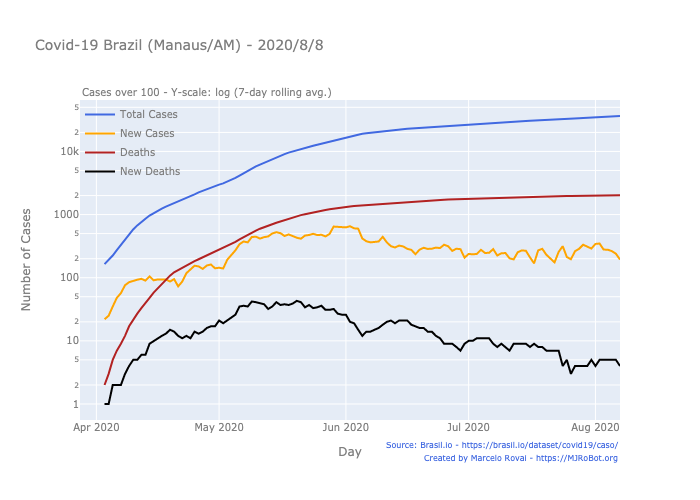 Covid-19 Brazil (Manaus/AM) - 2020/8/8
Cases over 100 - Y-scale: log (7-day rolling avg.)
Total Cases
New Cases
Deaths
New Deaths
Number of Cases
5
2
10k
5
2
1000
5
2
100
5
2
10
5
2
1
Apr 2020 May 2020 Jun 2020 Jul 2020 Aug 2020
Day
Source: Brasil.io - https://brasil.io/dataset/covid19/caso/
Created by Marcelo Rovai - https://MJRoBot.org